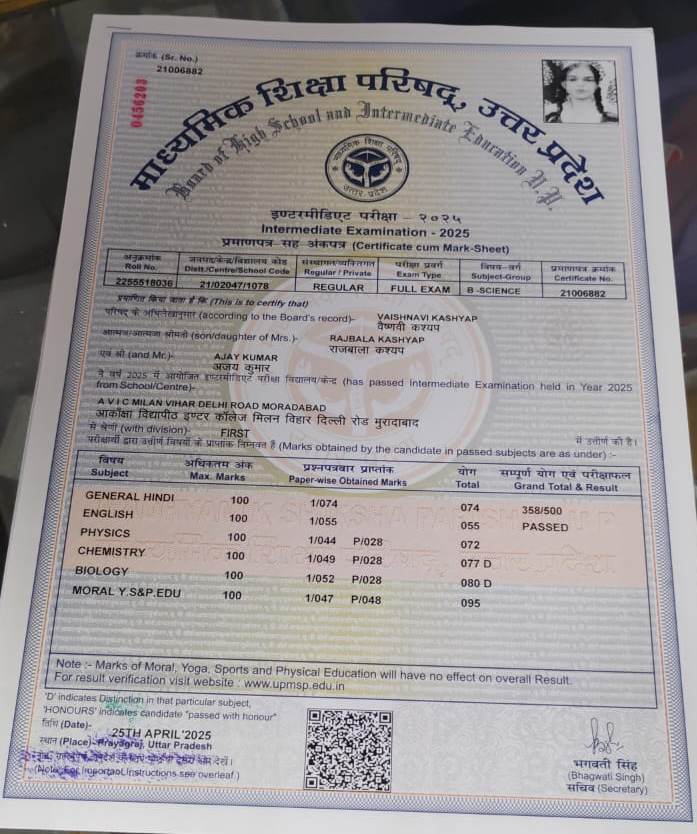 क्रमांक (Sr. No.)
21006882
0456203
माध्यमिक शिक्षा परिषद्, उत्तर प्रदेश
Board of High School and Intermediate Education U.P.
माध्यमिक शिक्षा परिषद्
उत्तर प्रदेश
इण्टरमीडिएट परीक्षा – २०२५
Intermediate Examination - 2025
प्रमाणपत्र-सह अंकपत्र (Certificate cum Mark-Sheet)
अनुक्रमांक जनपद/केन्द्र/विद्यालय कोड संस्थागत/व्यक्तिगत परीक्षा प्रवर्ग विषय-वर्ग प्रमाणपत्र क्रमांक
Roll No. Distt./Centre/School Code Regular / Private Exam Type Subject-Group Certificate No.
2255518036 21/02047/1078 REGULAR FULL EXAM B -SCIENCE 21006882
प्रमाणित किया जाता है कि (This is to certify that)
परिषद के अभिलेखानुसार (according to the Board's record)- VAISHNAVI KASHYAP
वैष्णवी कश्यप
आत्मज/आत्मजा श्रीमती (son/daughter of Mrs.)- RAJBALA KASHYAP
राजबाला कश्यप
एवं श्री (and Mr.)- AJAY KUMAR
अजय कुमार
ने वर्ष 2025 में आयोजित इण्टरमीडिएट परीक्षा विद्यालय/केन्द्र (has passed Intermediate Examination held in Year 2025
from School/Centre)-
A V I C MILAN VIHAR DELHI ROAD MORADABAD
आकाँक्षा विद्यापीठ इण्टर कॉलेज मिलन विहार दिल्ली रोड मुरादाबाद
से श्रेणी (with division)- FIRST में उत्तीर्ण की है।
परीक्षार्थी द्वारा उत्तीर्ण विषयों के प्राप्तांक निम्नवत है (Marks obtained by the candidate in passed subjects are as under) :-
विषय अधिकतम अंक प्रश्नपत्रवार प्राप्तांक योग सम्पूर्ण योग एवं परीक्षाफल
Subject Max. Marks Paper-wise Obtained Marks Total Grand Total & Result
GENERAL HINDI 100 1/074 074 358/500
ENGLISH 100 1/055 055 PASSED
PHYSICS 100 1/044 P/028 072
CHEMISTRY 100 1/049 P/028 077 D
BIOLOGY 100 1/052 P/028 080 D
MORAL Y.S&P.EDU 100 1/047 P/048 095
Note :- Marks of Moral, Yoga, Sports and Physical Education will have no effect on overall Result.
For result verification visit website : www.upmsp.edu.in
'D' indicates Distinction in that particular subject,
'HONOURS' indicates candidate "passed with honour"
तिथि (Date)- 25TH APRIL'2025
स्थान (Place)- Prayagraj, Uttar Pradesh
(Note: For Important Instructions see overleaf.)
भगवती सिंह
(Bhagwati Singh)
सचिव (Secretary)